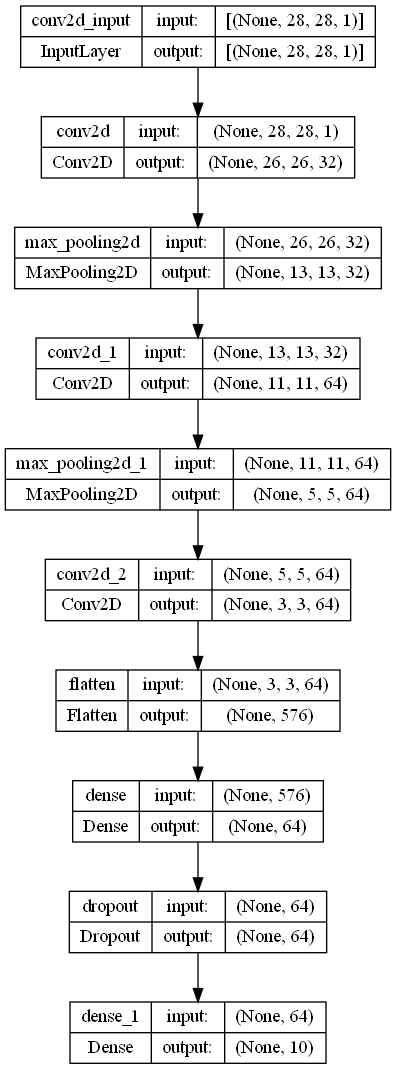 conv2d_input input: [(None, 28, 28, 1)]
InputLayer output: [(None, 28, 28, 1)]
conv2d input: (None, 28, 28, 1)
Conv2D output: (None, 26, 26, 32)
max_pooling2d input: (None, 26, 26, 32)
MaxPooling2D output: (None, 13, 13, 32)
conv2d_1 input: (None, 13, 13, 32)
Conv2D output: (None, 11, 11, 64)
max_pooling2d_1 input: (None, 11, 11, 64)
MaxPooling2D output: (None, 5, 5, 64)
conv2d_2 input: (None, 5, 5, 64)
Conv2D output: (None, 3, 3, 64)
flatten input: (None, 3, 3, 64)
Flatten output: (None, 576)
dense input: (None, 576)
Dense output: (None, 64)
dropout input: (None, 64)
Dropout output: (None, 64)
dense_1 input: (None, 64)
Dense output: (None, 10)